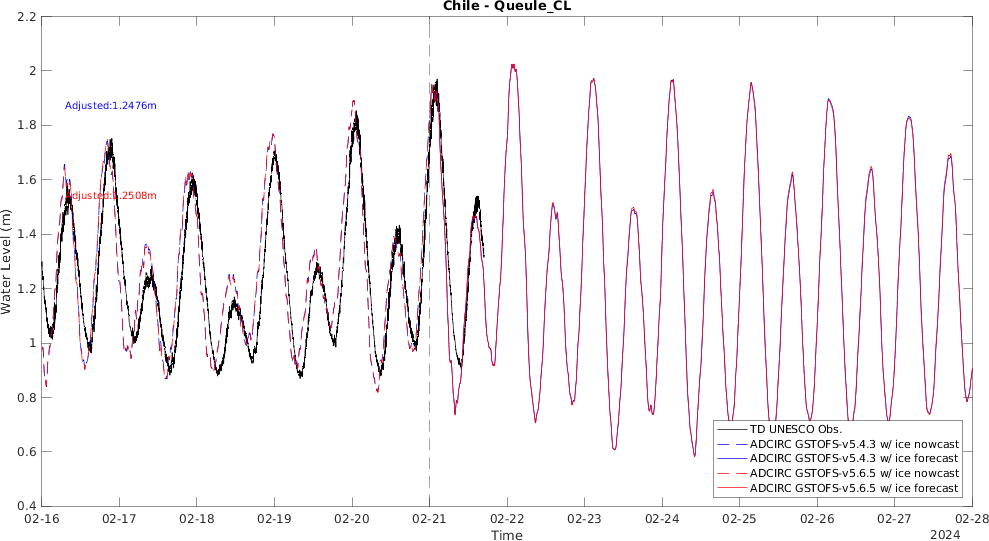 Chile - Queule_CL
2.2
2
1.8
1.6
1.4
1.2
1
0.8
0.6
0.4
Water Level (m)
Adjusted:1.2476m
Adjusted:1.2508m
TD UNESCO Obs.
ADCIRC GSTOFS-v5.4.3 w/ ice nowcast
ADCIRC GSTOFS-v5.4.3 w/ ice forecast
ADCIRC GSTOFS-v5.6.5 w/ ice nowcast
ADCIRC GSTOFS-v5.6.5 w/ ice forecast
02-16 02-17 02-18 02-19 02-20 02-21 02-22 02-23 02-24 02-25 02-26 02-27 02-28
Time
2024